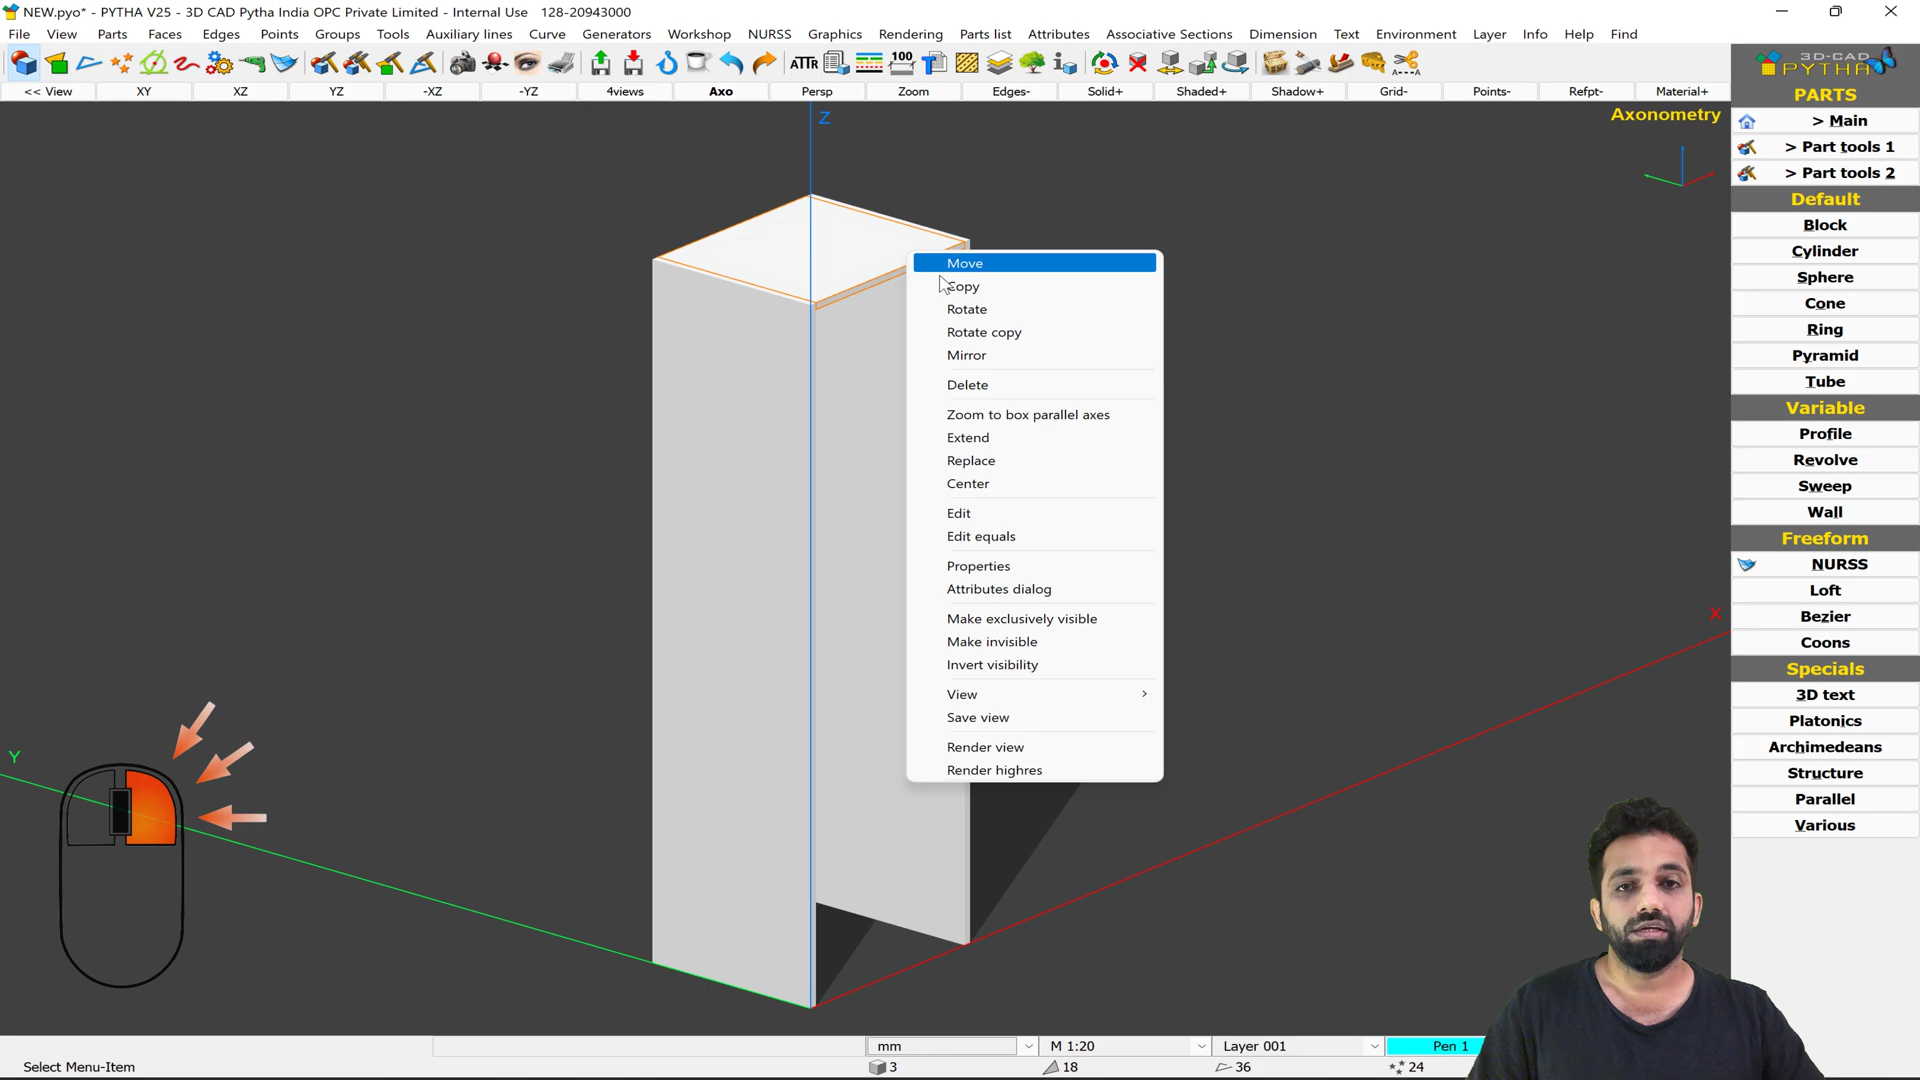 NEW.pyo* - PYTHA V25 - 3D CAD Pytha India OPC Private Limited - Internal Use 128-20943000
File View Parts Faces Edges Points Groups Tools Auxiliary lines Curve Generators Workshop NURSS Graphics Rendering Parts list Attributes Associative Sections Dimension Text Environment Layer Info Help Find
ATTR 100
<< View XY XZ YZ -XZ -YZ 4views Axo Persp Zoom Edges- Solid+ Shaded+ Shadow+ Grid- Points- Refpt- Material+
Axonometry
Z
X
Y
Move
Copy
Rotate
Rotate copy
Mirror
Delete
Zoom to box parallel axes
Extend
Replace
Center
Edit
Edit equals
Properties
Attributes dialog
Make exclusively visible
Make invisible
Invert visibility
View
Save view
Render view
Render highres
3D-CAD
PYTHA
PARTS
> Main
> Part tools 1
> Part tools 2
Default
Block
Cylinder
Sphere
Cone
Ring
Pyramid
Tube
Variable
Profile
Revolve
Sweep
Wall
Freeform
NURSS
Loft
Bezier
Coons
Specials
3D text
Platonics
Archimedeans
Structure
Parallel
Various
mm M 1:20 Layer 001 Pen 1
Select Menu-Item 3 18 36 24